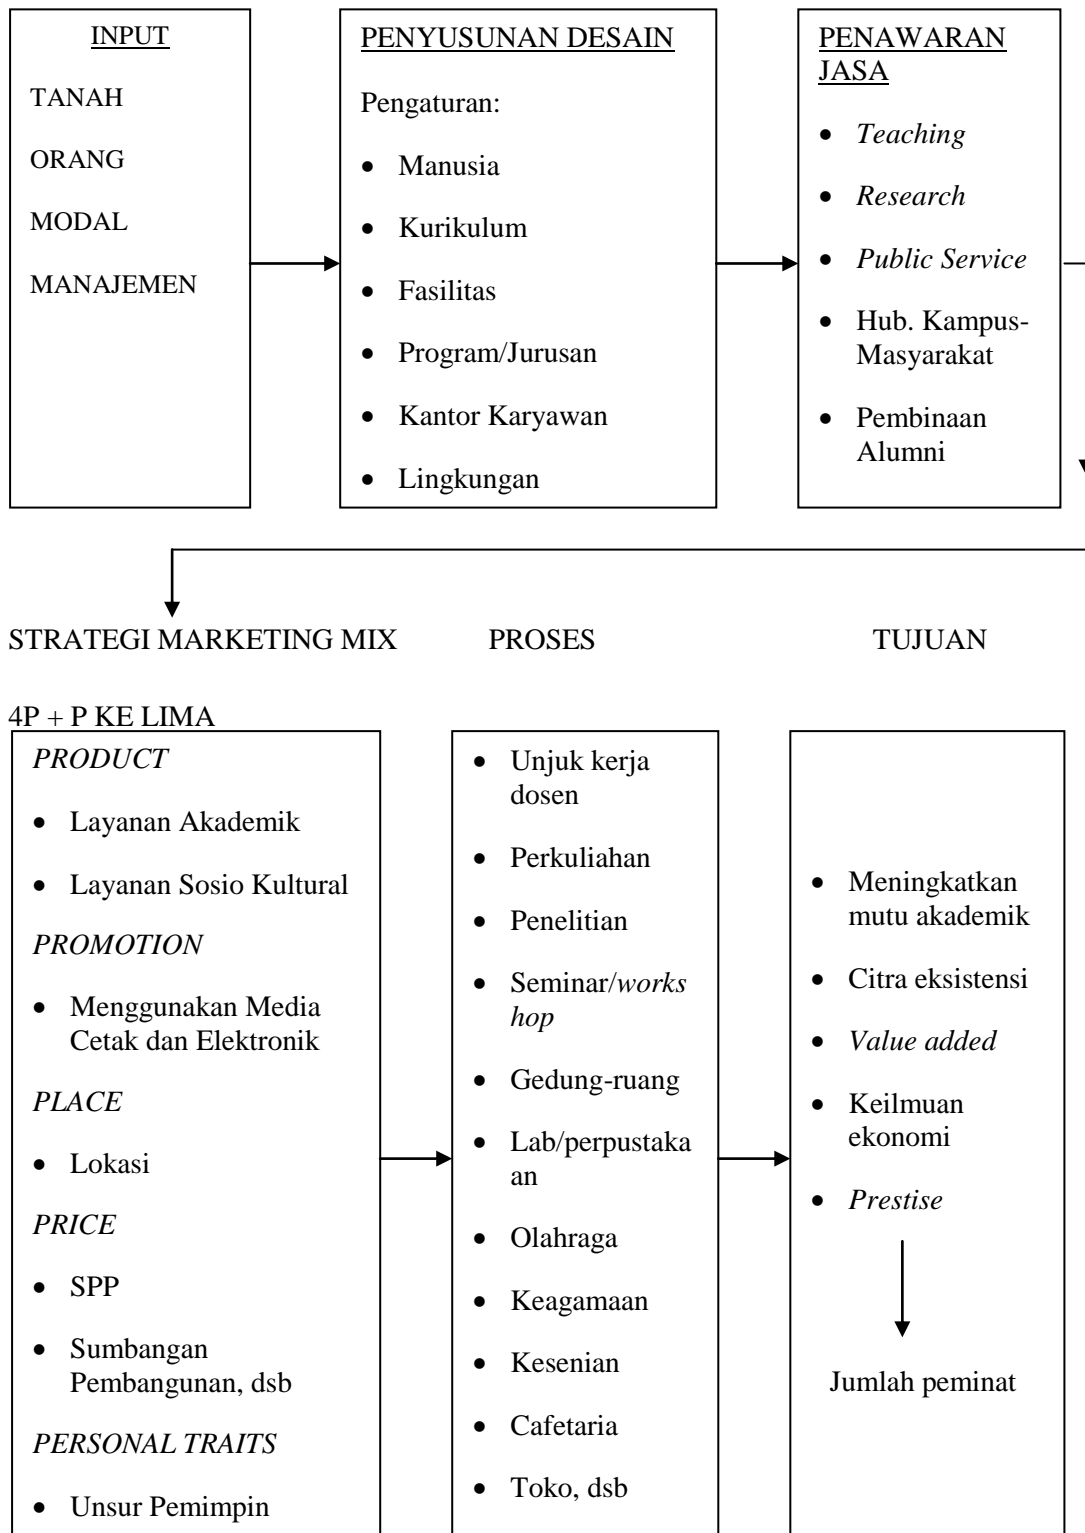 INPUT
TANAH
ORANG
MODAL
MANAJEMEN
PENYUSUNAN DESAIN
Pengaturan:
• Manusia
• Kurikulum
• Fasilitas
• Program/Jurusan
• Kantor Karyawan
• Lingkungan
PENAWARAN
JASA
• Teaching
• Research
• Public Service
• Hub. Kampus-
Masyarakat
• Pembinaan
Alumni
STRATEGI MARKETING MIX
4P + P KE LIMA
PRODUCT
• Layanan Akademik
• Layanan Sosio Kultural
PROMOTION
• Menggunakan Media
Cetak dan Elektronik
PLACE
• Lokasi
PRICE
• SPP
• Sumbangan
Pembangunan, dsb
PERSONAL TRAITS
• Unsur Pemimpin
PROSES
• Unjuk kerja
dosen
• Perkuliahan
• Penelitian
• Seminar/works
hop
• Gedung-ruang
• Lab/perpustaka
an
• Olahraga
• Keagamaan
• Kesenian
• Cafetaria
• Toko, dsb
TUJUAN
• Meningkatkan
mutu akademik
• Citra eksistensi
• Value added
• Keilmuan
ekonomi
• Prestise
Jumlah peminat